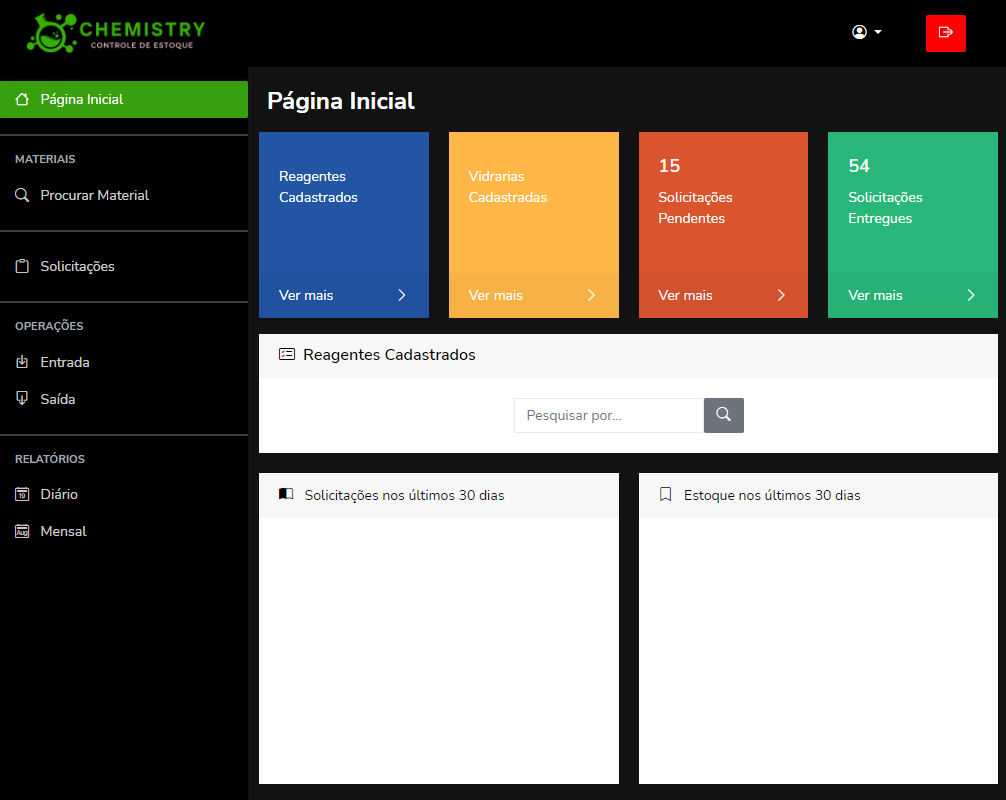 CHEMISTRY
CONTROLE DE ESTOQUE
Página Inicial
MATERIAIS
Procurar Material
Solicitações
OPERAÇÕES
Entrada
Saída
RELATÓRIOS
19 Diário
Aug Mensal
Página Inicial
Reagentes
Cadastrados
Ver mais
Vidrarias
Cadastradas
Ver mais
15
Solicitações
Pendentes
Ver mais
54
Solicitações
Entregues
Ver mais
Reagentes Cadastrados
Pesquisar por...
Solicitações nos últimos 30 dias
Estoque nos últimos 30 dias